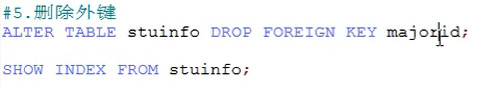 #5.删除外键
ALTER TABLE stuinfo DROP FOREIGN KEY majorid;
SHOW INDEX FROM stuinfo;